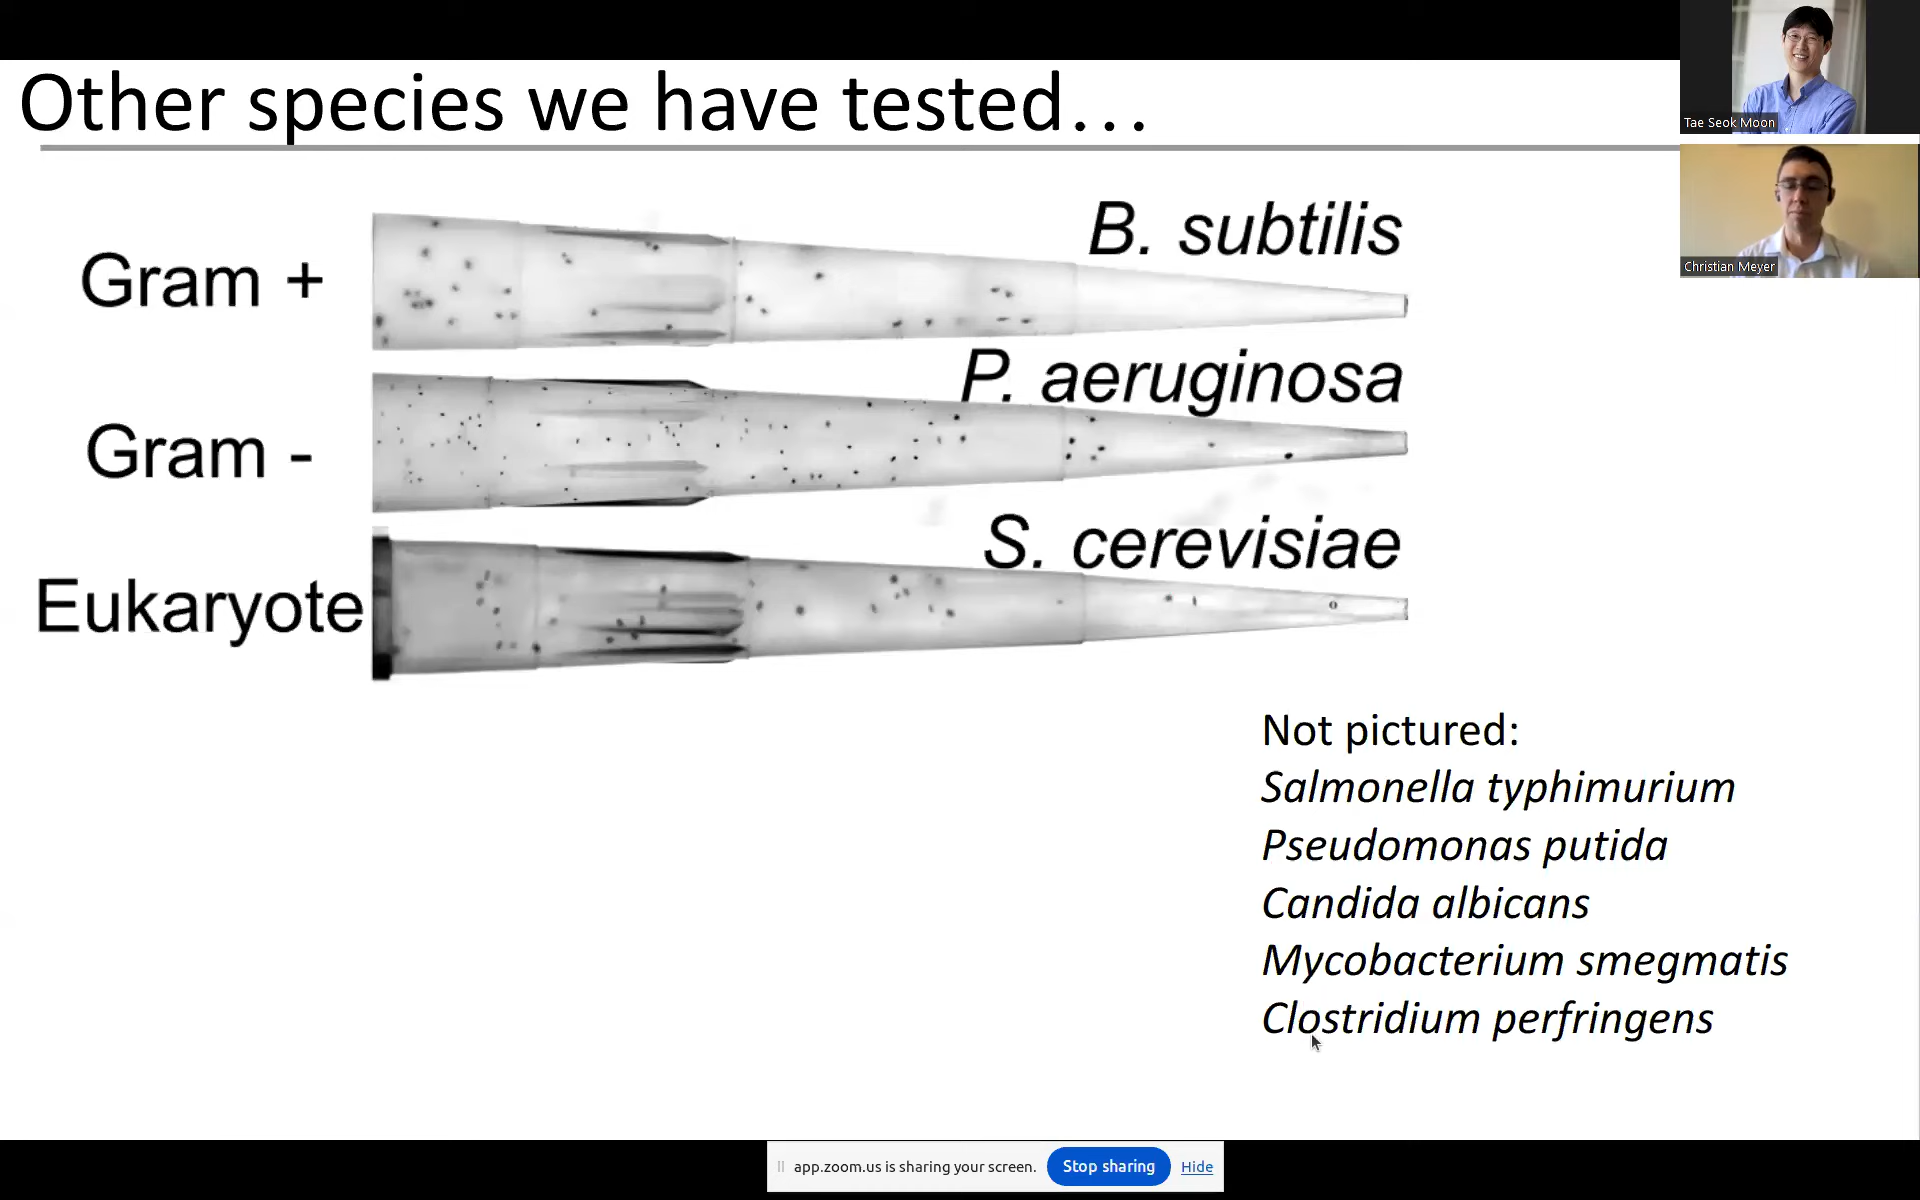 Other species we have tested…
Tae Seok Moon
Christian Meyer
Gram +
B. subtilis
Gram -
P. aeruginosa
Eukaryote
S. cerevisiae
Not pictured:
Salmonella typhimurium
Pseudomonas putida
Candida albicans
Mycobacterium smegmatis
Clostridium perfringens
app.zoom.us is sharing your screen.
Stop sharing
Hide